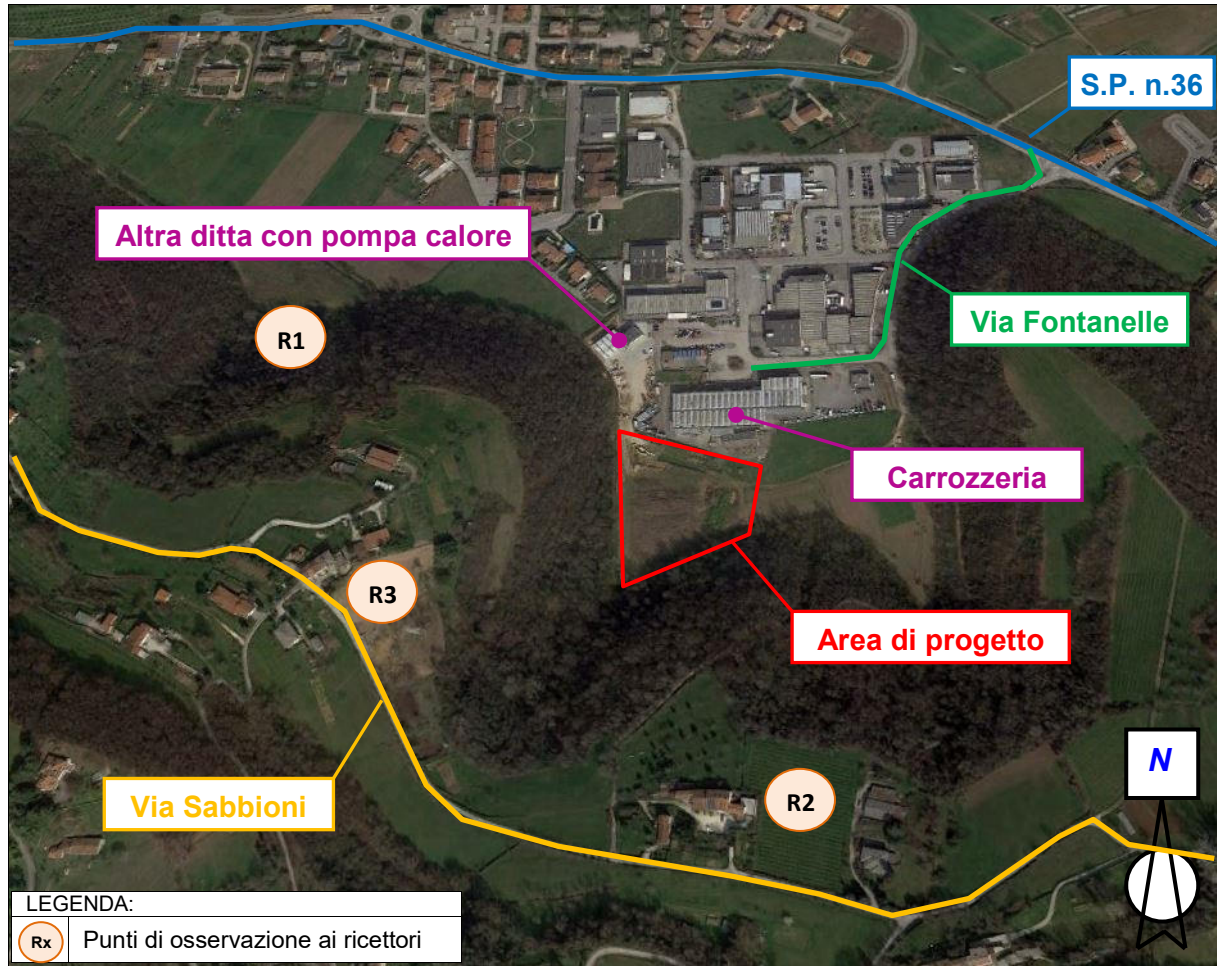 S.P. n.36
Altra ditta con pompa calore
R1
Via Fontanelle
Carrozzeria
R3
Area di progetto
Via Sabbioni
R2
N
LEGENDA:
Rx Punti di osservazione ai ricettori